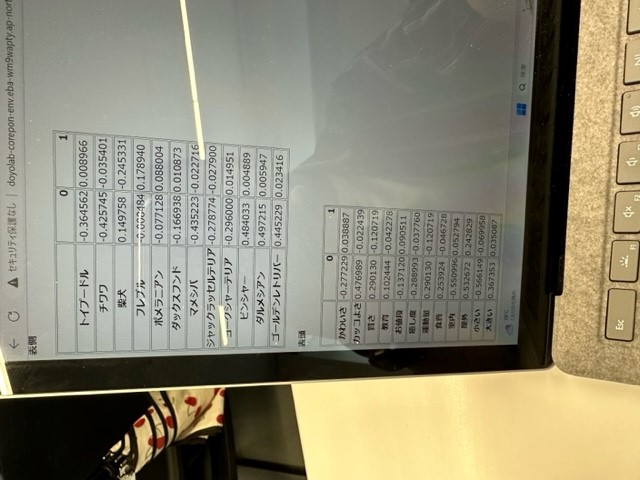 セキュリティ保護なし doyolab-corepon-env.eba-wm9wapty.ap-nort
表側
0 1
トイプードル -0.364562 0.008966
チワワ -0.425745 -0.035401
柴犬 0.149758 -0.245331
フレブル -0.008484 0.178940
ポメラニアン -0.077128 0.088004
ダックスフンド -0.166938 0.010873
マメシバ -0.435223 -0.022716
ジャックラッセルテリア -0.278774 -0.027900
ヨークシャーテリア -0.296000 0.014951
ピンシャー 0.484033 0.004889
ダルメシアン 0.497215 0.005947
ゴールデンレトリバー 0.445229 0.023416
表頭
0 1
かわいさ -0.277229 0.038887
カッコよさ 0.476989 -0.022439
賢さ 0.290130 -0.120719
教育 0.102444 -0.042278
お値段 -0.137120 0.090511
癒し度 -0.288993 -0.037760
運動量 0.290130 -0.120719
食費 0.253924 -0.046728
室内 -0.550996 0.052794
屋外 0.532672 0.242829
小さい -0.566149 -0.069958
大きい 0.367353 0.035087
検索
Esc F1 F2